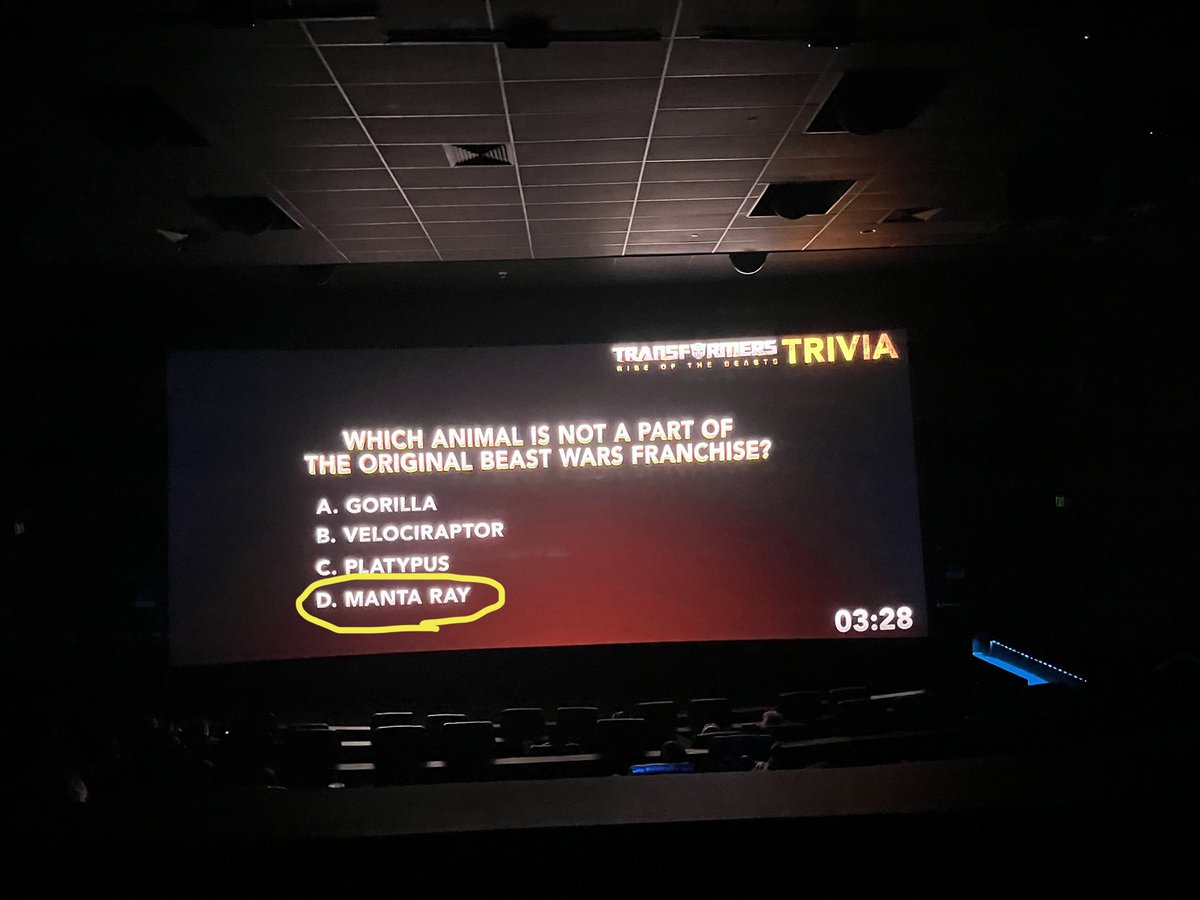 TRANSFORMERS TRIVIA
RISE OF THE BEASTS
WHICH ANIMAL IS NOT A PART OF
THE ORIGINAL BEAST WARS FRANCHISE?
A. GORILLA
B. VELOCIRAPTOR
C. PLATYPUS
D. MANTA RAY
03:28